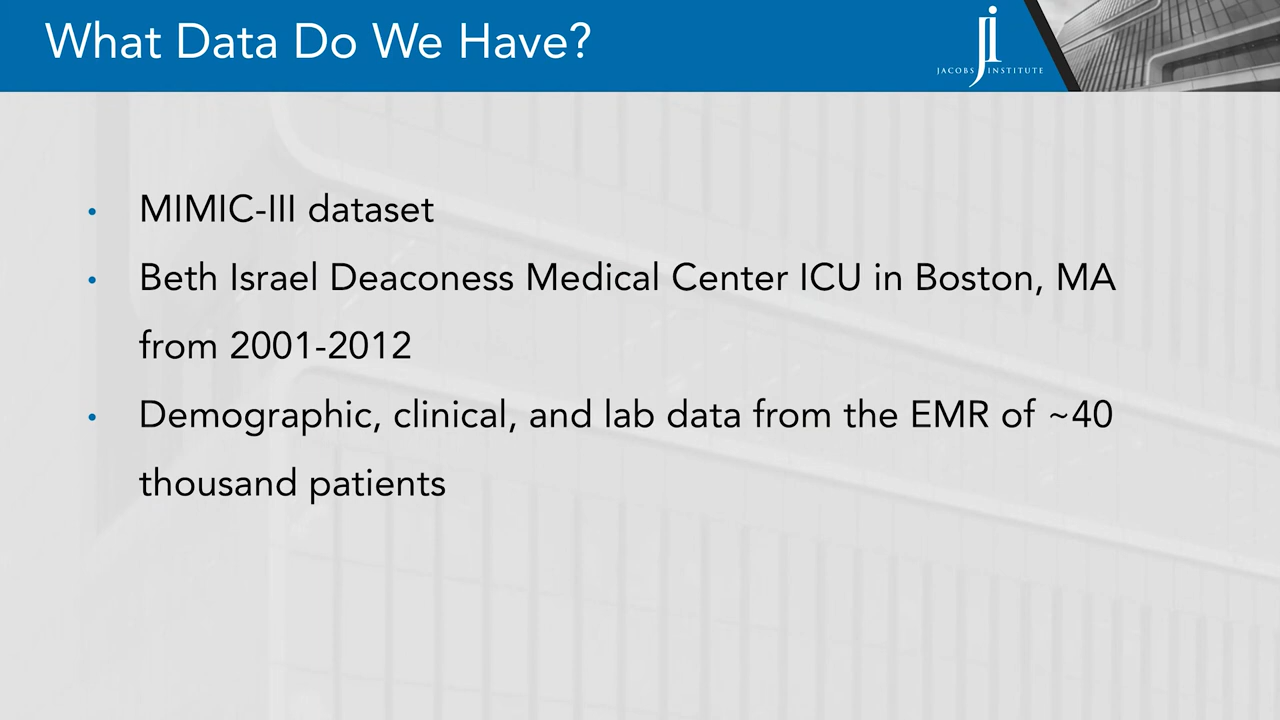 What Data Do We Have?
JACOBS INSTITUTE
• MIMIC-III dataset
• Beth Israel Deaconess Medical Center ICU in Boston, MA
from 2001-2012
• Demographic, clinical, and lab data from the EMR of ~40
thousand patients